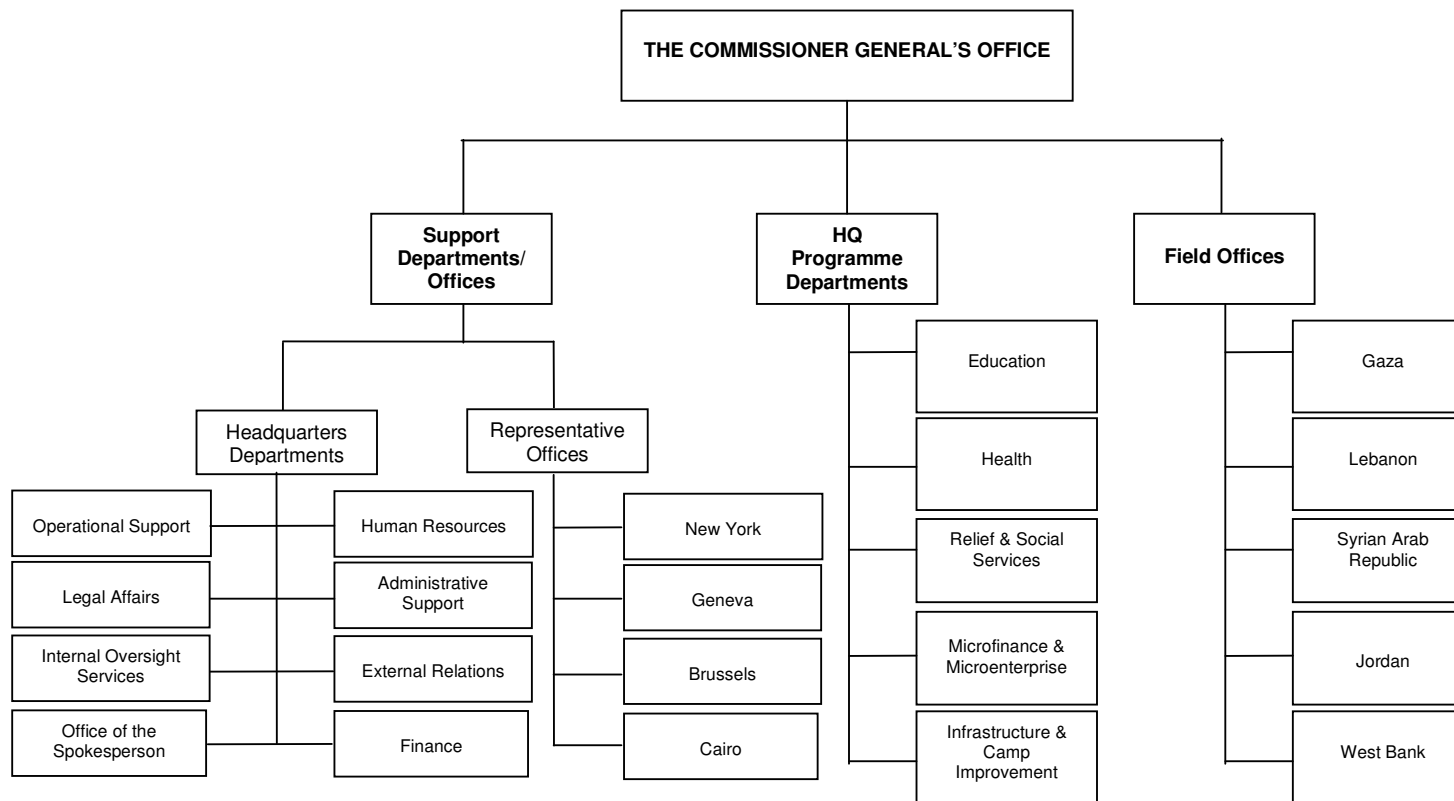 THE COMMISSIONER GENERAL'S OFFICE
Support
Departments/
Offices
HQ
Programme
Departments
Field Offices
Headquarters
Departments
Representative
Offices
Operational Support
Human Resources
Legal Affairs
Administrative
Support
Internal Oversight
Services
External Relations
Office of the
Spokesperson
Finance
New York
Geneva
Brussels
Cairo
Education
Health
Relief & Social
Services
Microfinance &
Microenterprise
Infrastructure &
Camp
Improvement
Gaza
Lebanon
Syrian Arab
Republic
Jordan
West Bank